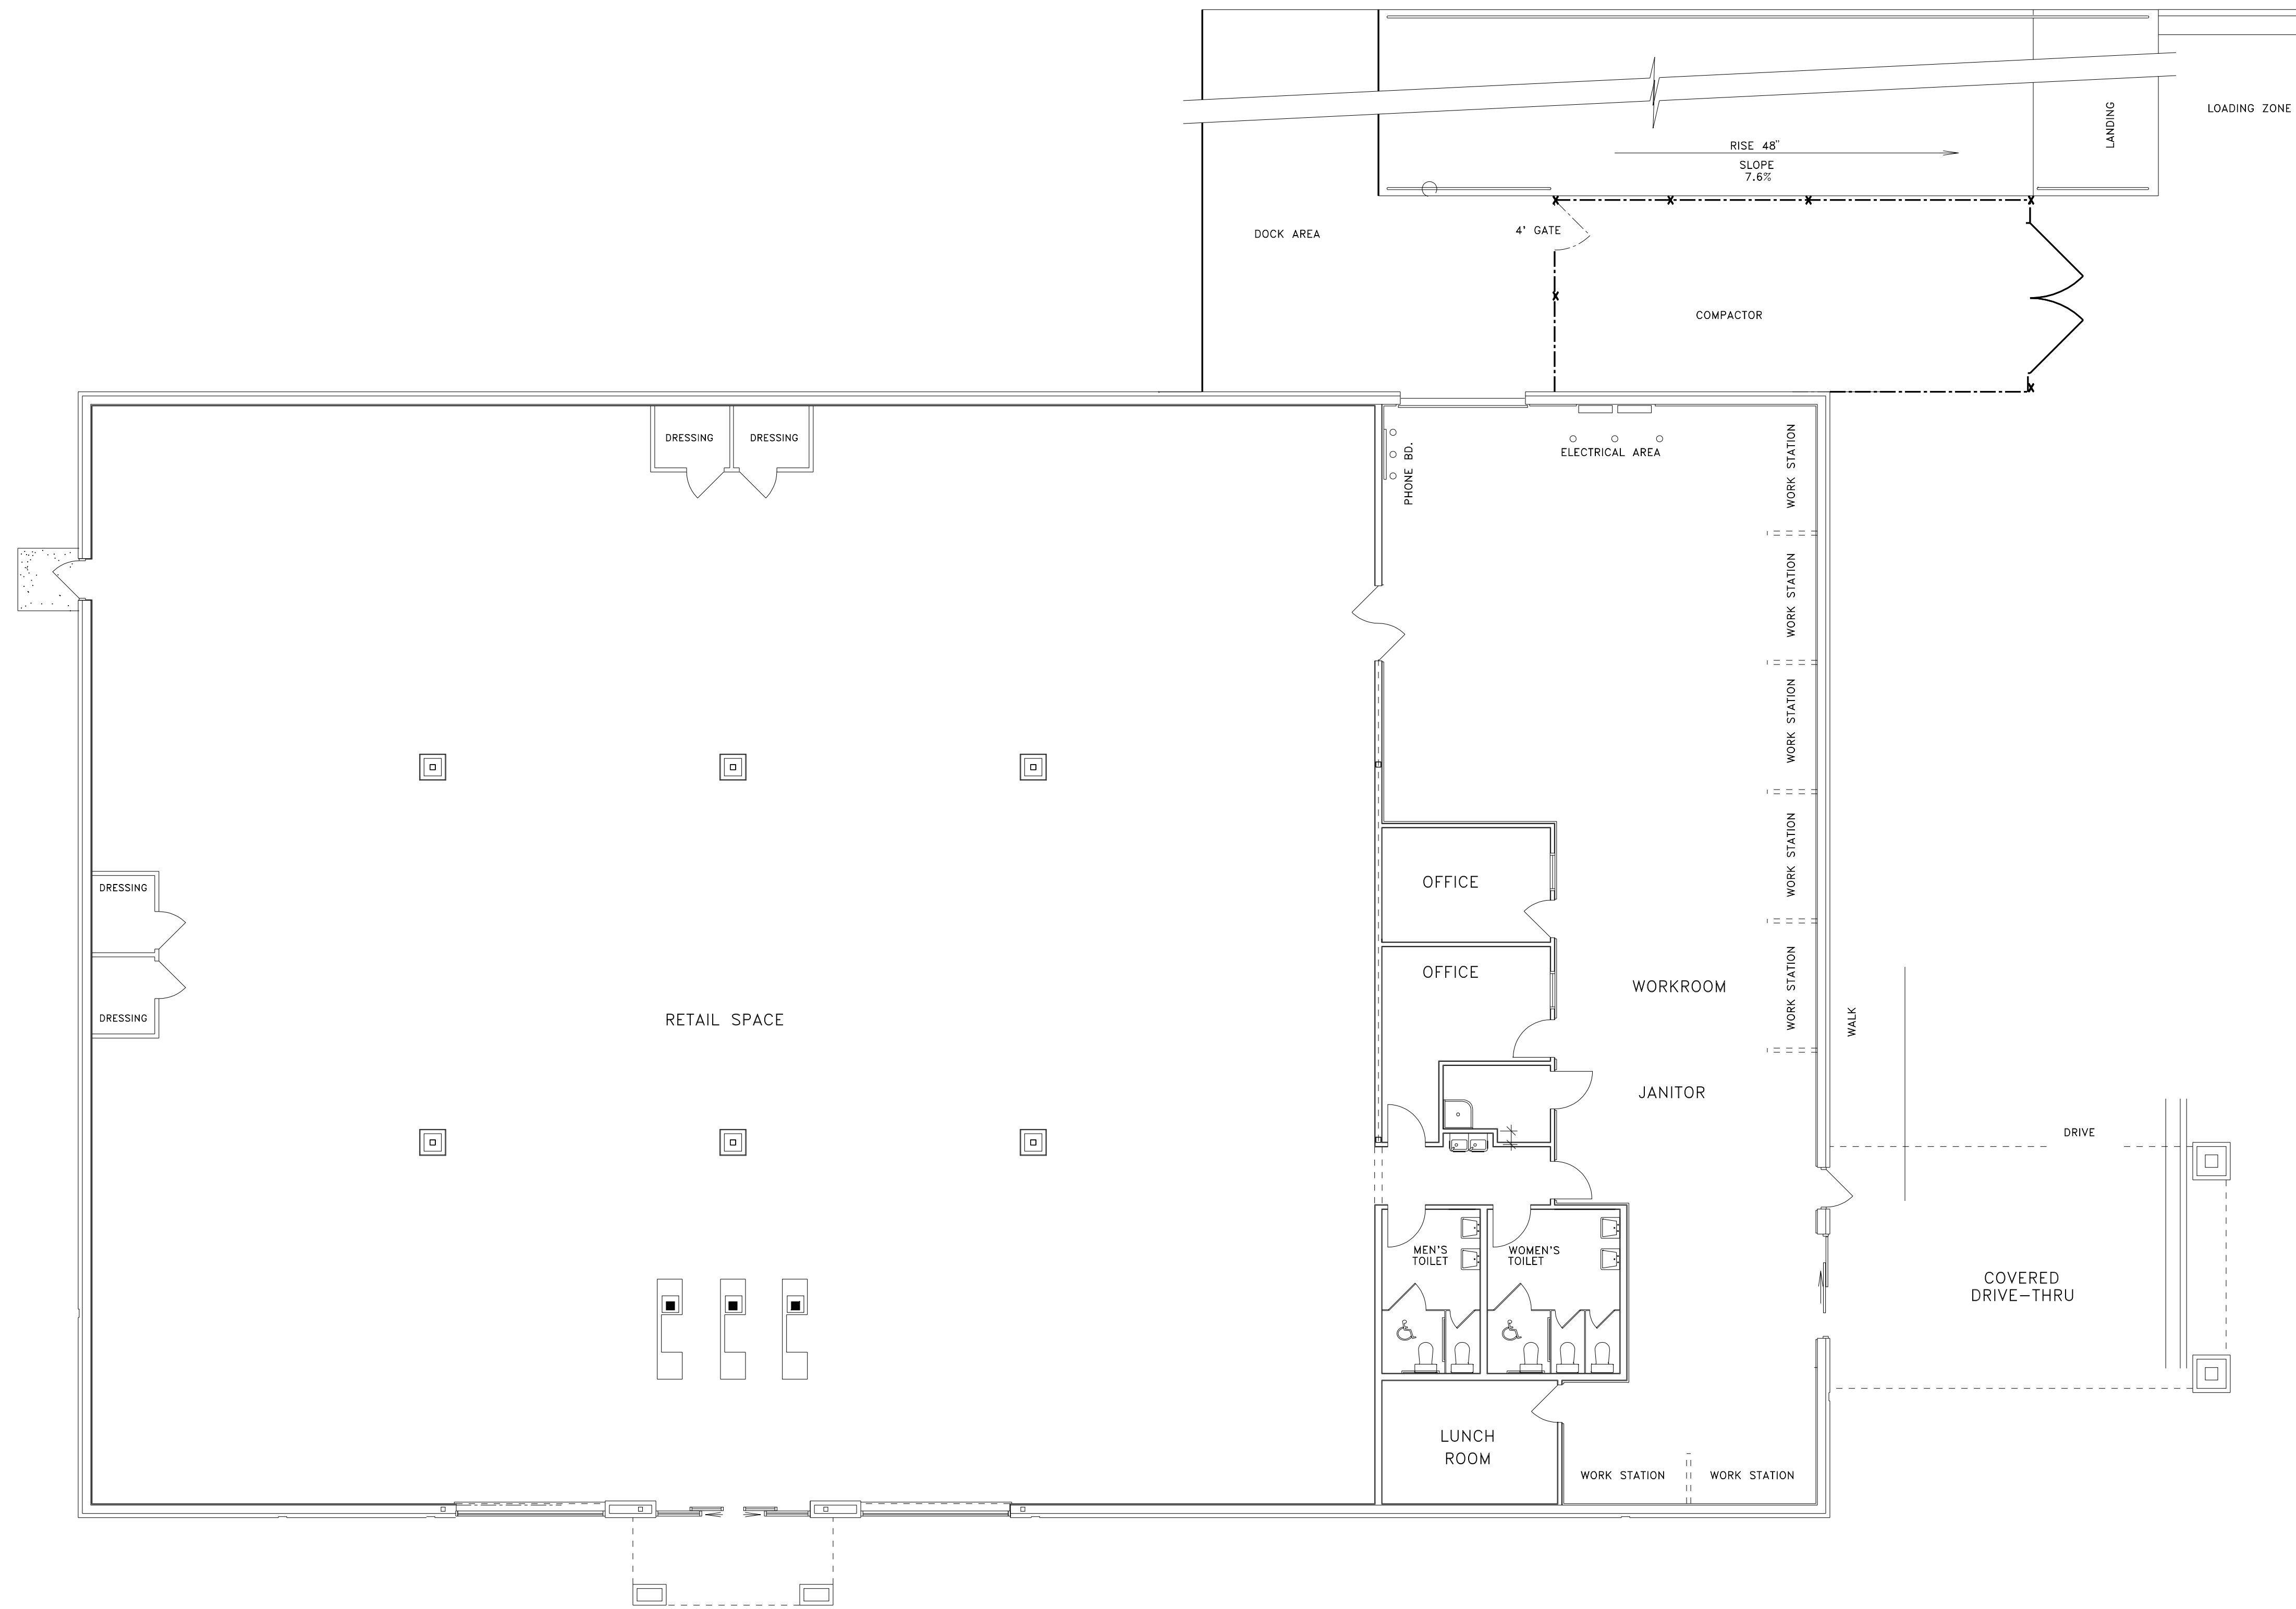 LOADING ZONE
LANDING
RISE 48"
SLOPE
7.6%
4' GATE
DOCK AREA
COMPACTOR
DRESSING
DRESSING
PHONE BD.
ELECTRICAL AREA
WORK STATION
WORK STATION
WORK STATION
WORK STATION
WORK STATION
OFFICE
DRESSING
OFFICE
WORKROOM
DRESSING
RETAIL SPACE
WALK
JANITOR
DRIVE
MEN'S
TOILET
WOMEN'S
TOILET
COVERED
DRIVE-THRU
LUNCH
ROOM
WORK STATION
WORK STATION